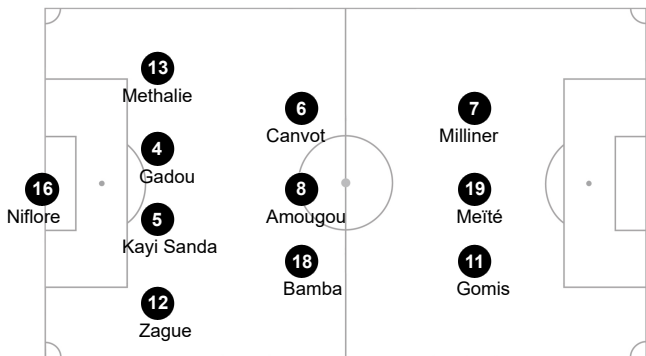 13
Methalie
6
Canvot
7
Milliner
4
Gadou
16
Niflore
8
Amougou
19
Meïté
5
Kayi Sanda
18
Bamba
11
Gomis
12
Zague